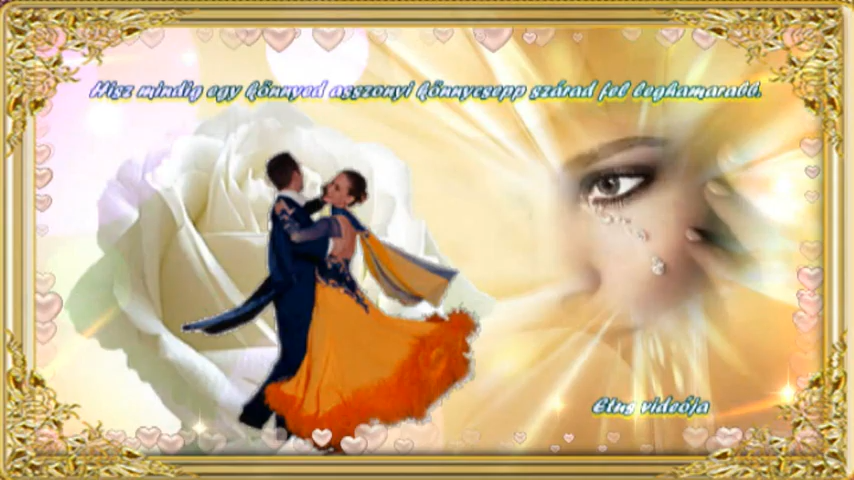 Hisz mindig egy könnyed asszonyi könnycsepp szárad fel leghamarabb.
Etus videója